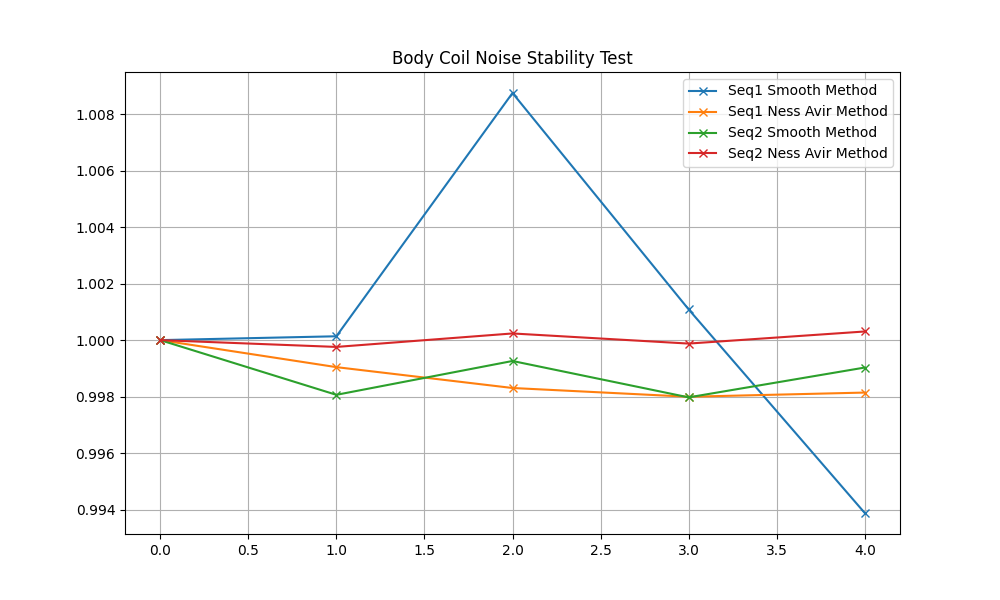 Body Coil Noise Stability Test
Seq1 Smooth Method
Seq1 Ness Avir Method
Seq2 Smooth Method
Seq2 Ness Avir Method
1.008
1.006
1.004
1.002
1.000
0.998
0.996
0.994
0.0 0.5 1.0 1.5 2.0 2.5 3.0 3.5 4.0